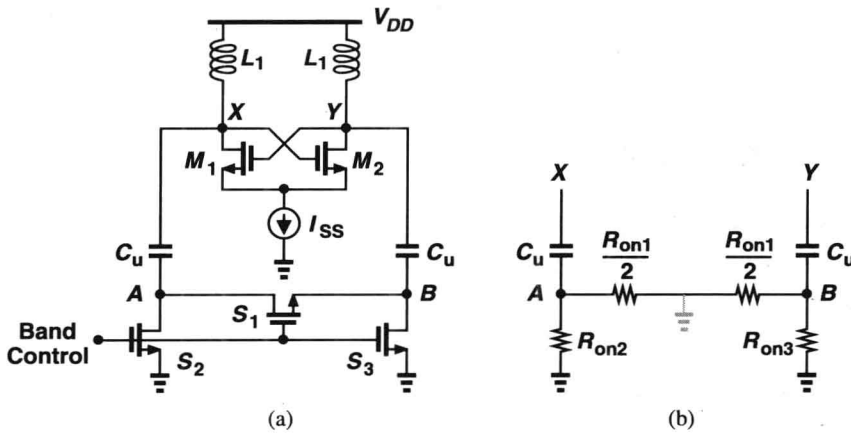 V_DD
L_1 L_1
X Y
M_1 M_2
I_SS
C_u C_u
A B
S_1
Band
Control
S_2 S_3
(a)
X Y
C_u R_on1/2 R_on1/2 C_u
A B
R_on2 R_on3
(b)